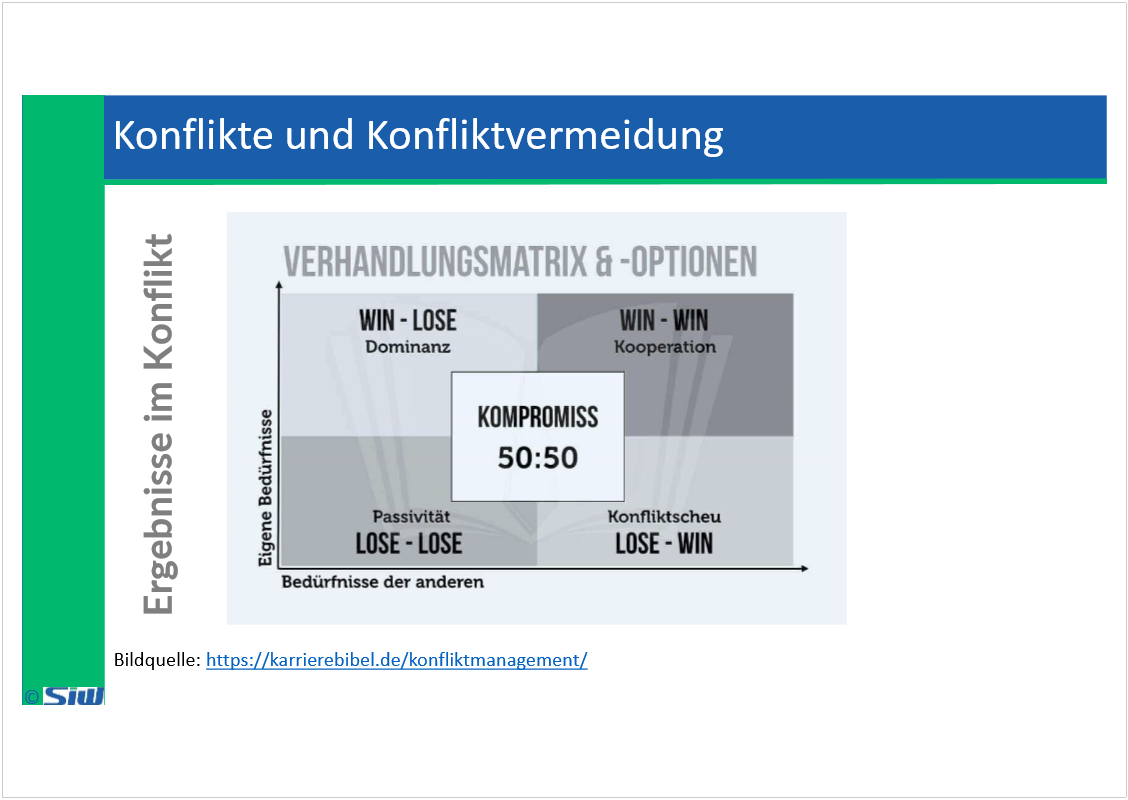 Konflikte und Konfliktvermeidung
Ergebnisse im Konflikt
VERHANDLUNGSMATRIX & -OPTIONEN
WIN - LOSE
Dominanz
WIN - WIN
Kooperation
KOMPROMISS
50:50
Passivität
LOSE - LOSE
Konfliktscheu
LOSE - WIN
Eigene Bedürfnisse
Bedürfnisse der anderen
Bildquelle: https://karrierebibel.de/konfliktmanagement/
© SiW